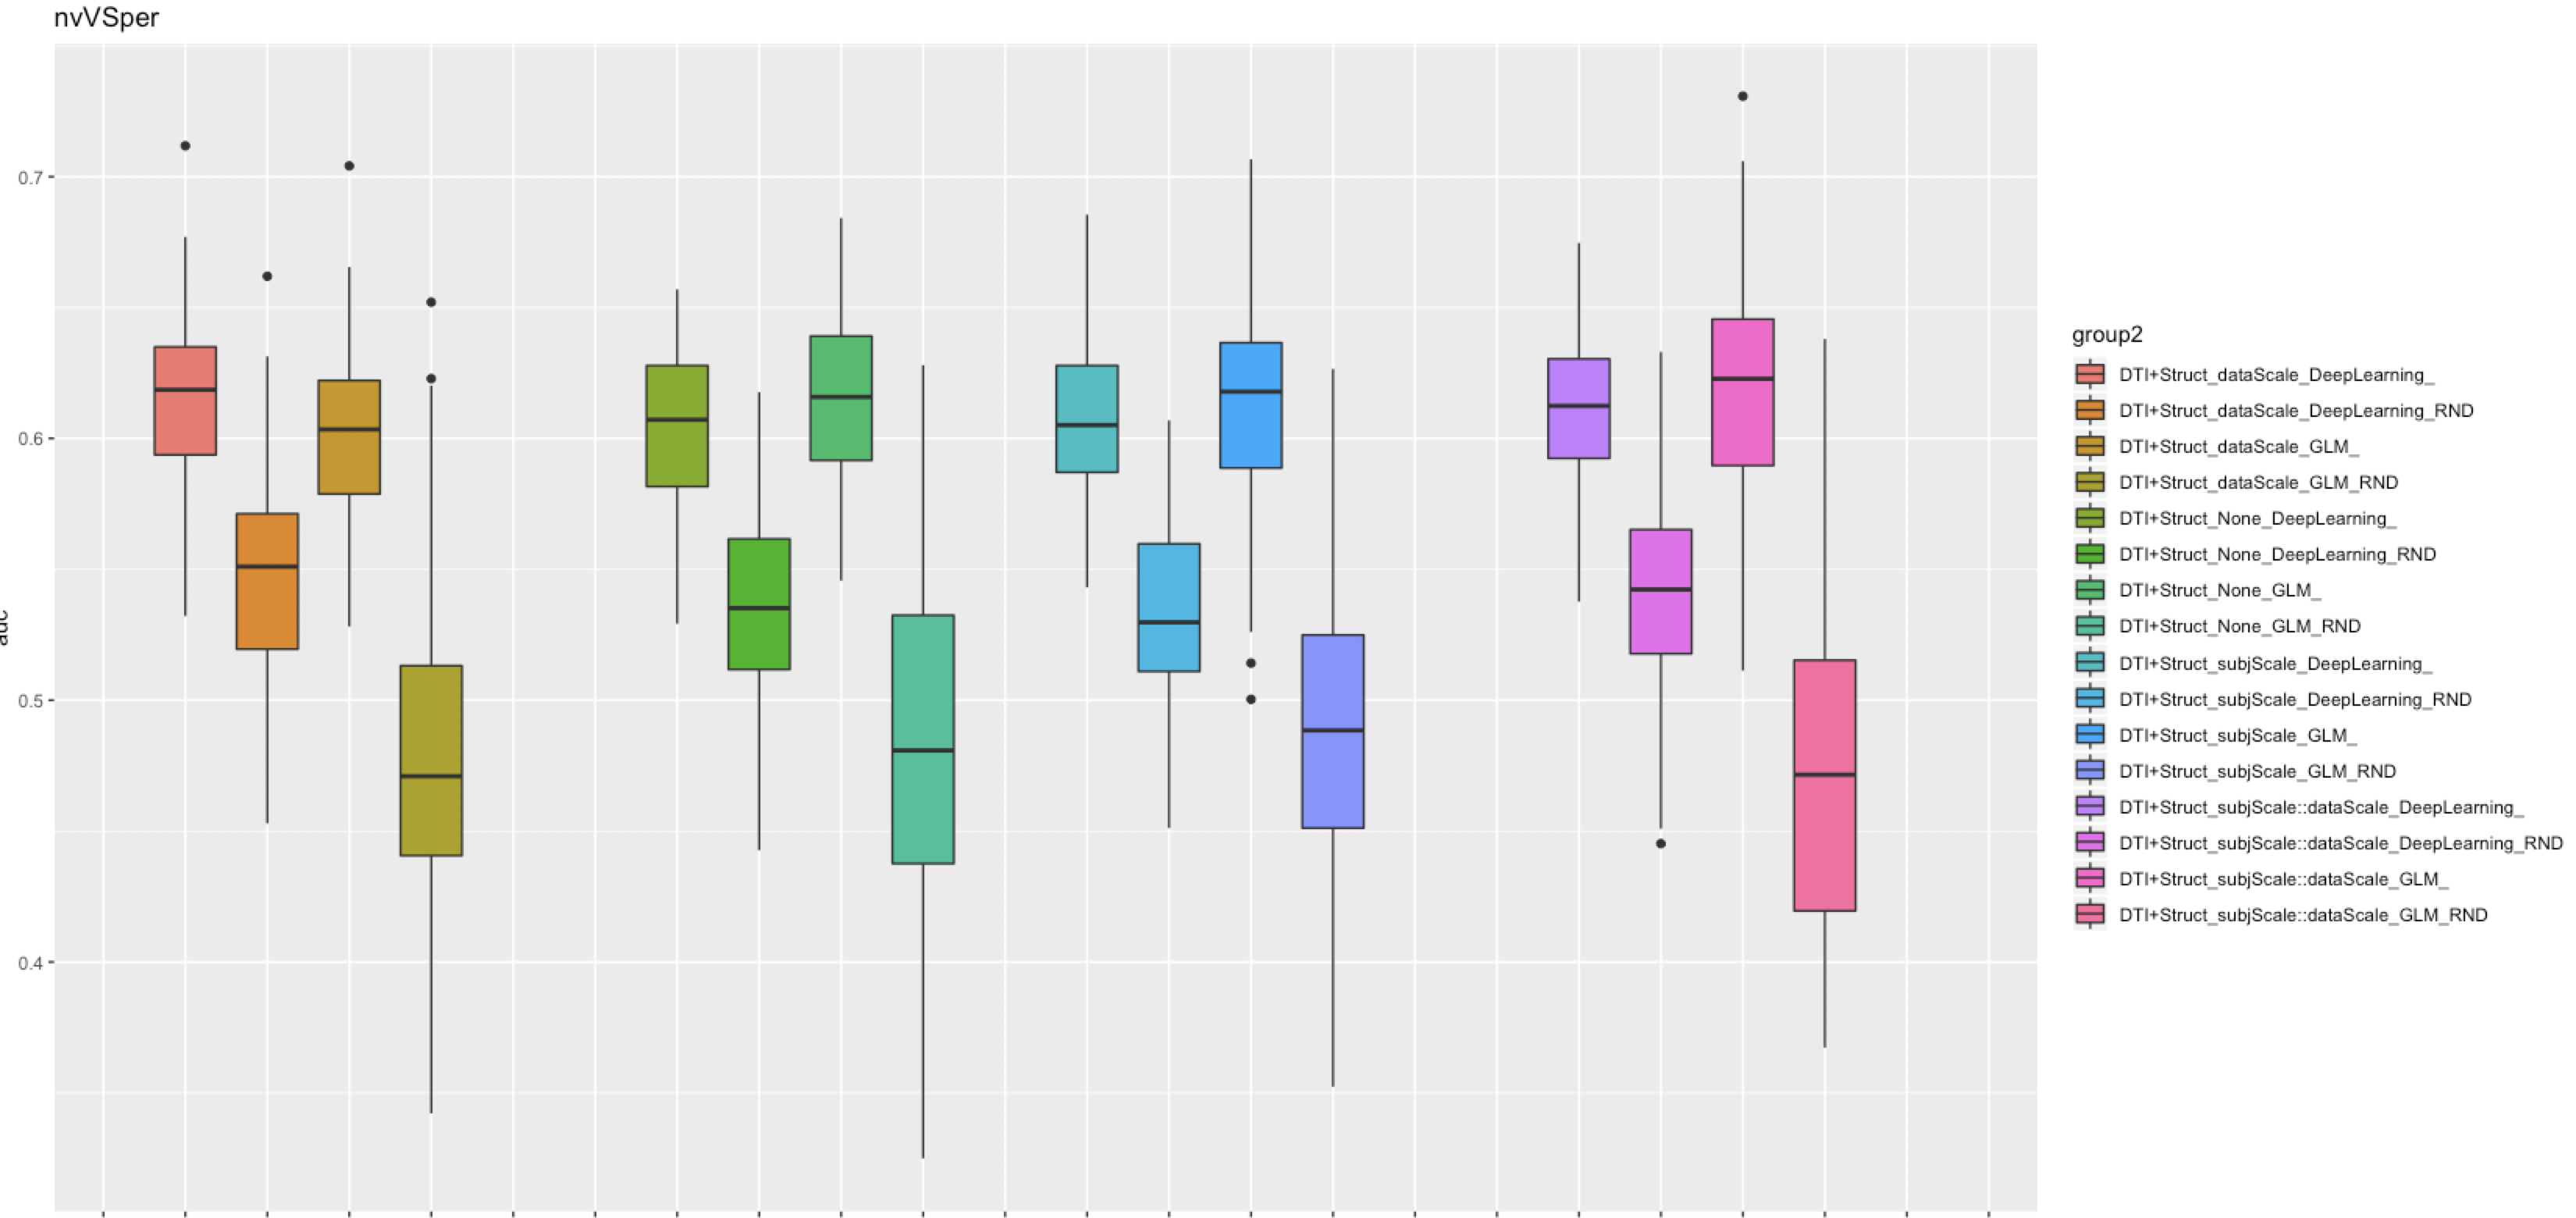 nvVSper
0.7
0.6
0.5
0.4
auc
group2
DTI+Struct_dataScale_DeepLearning_
DTI+Struct_dataScale_DeepLearning_RND
DTI+Struct_dataScale_GLM_
DTI+Struct_dataScale_GLM_RND
DTI+Struct_None_DeepLearning_
DTI+Struct_None_DeepLearning_RND
DTI+Struct_None_GLM_
DTI+Struct_None_GLM_RND
DTI+Struct_subjScale_DeepLearning_
DTI+Struct_subjScale_DeepLearning_RND
DTI+Struct_subjScale_GLM_
DTI+Struct_subjScale_GLM_RND
DTI+Struct_subjScale::dataScale_DeepLearning_
DTI+Struct_subjScale::dataScale_DeepLearning_RND
DTI+Struct_subjScale::dataScale_GLM_
DTI+Struct_subjScale::dataScale_GLM_RND